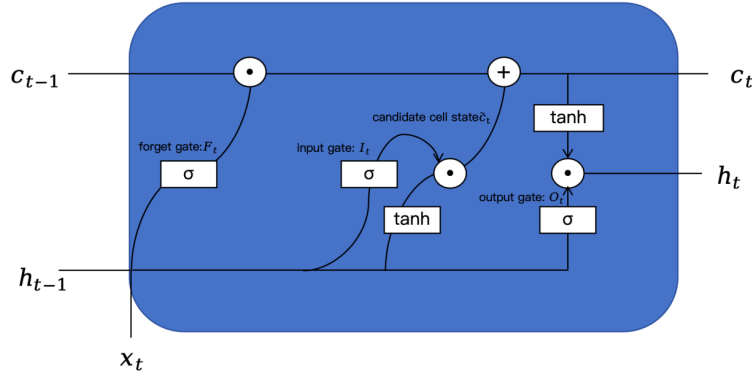 c_{t-1}
+
c_t
tanh
candidate cell state c̃_t
forget gate:F_t
input gate: I_t
σ
σ
h_t
output gate: O_t
tanh
σ
h_{t-1}
x_t